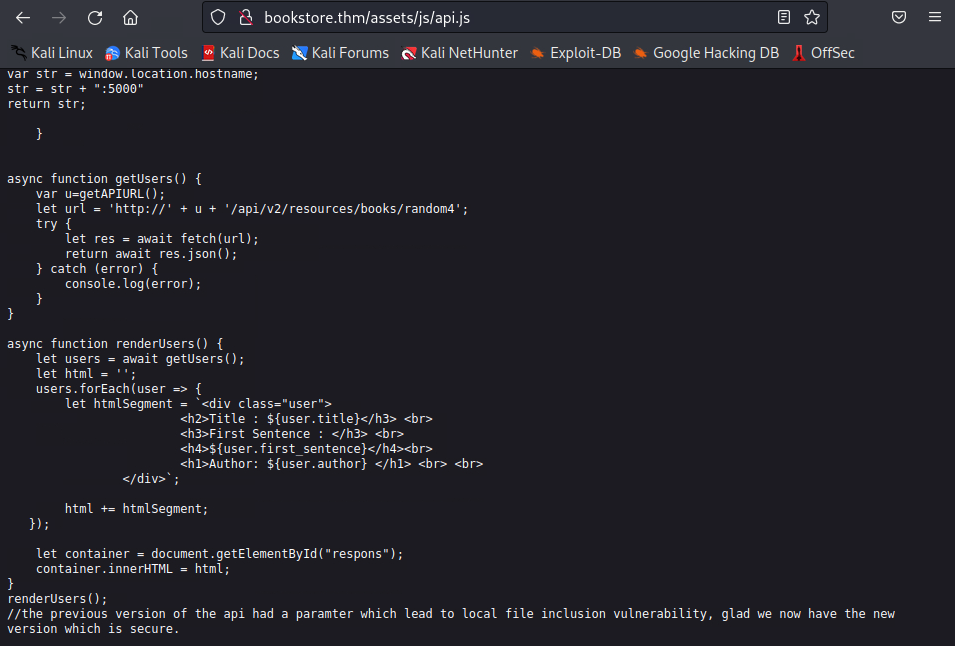 bookstore.thm/assets/js/api.js
Kali Linux Kali Tools Kali Docs Kali Forums Kali NetHunter Exploit-DB Google Hacking DB OffSec
var str = window.location.hostname;
str = str + ":5000"
return str;
    }
async function getUsers() {
    var u=getAPIURL();
    let url = 'http://' + u + '/api/v2/resources/books/random4';
    try {
        let res = await fetch(url);
        return await res.json();
    } catch (error) {
        console.log(error);
    }
}
async function renderUsers() {
    let users = await getUsers();
    let html = '';
    users.forEach(user => {
        let htmlSegment = `<div class="user">
                        <h2>Title : ${user.title}</h3> <br>
                        <h3>First Sentence : </h3> <br>
                        <h4>${user.first_sentence}</h4><br>
                        <h1>Author: ${user.author} </h1> <br> <br>
                </div>`;
        html += htmlSegment;
   });
    let container = document.getElementById("respons");
    container.innerHTML = html;
}
renderUsers();
//the previous version of the api had a paramter which lead to local file inclusion vulnerability, glad we now have the new
version which is secure.